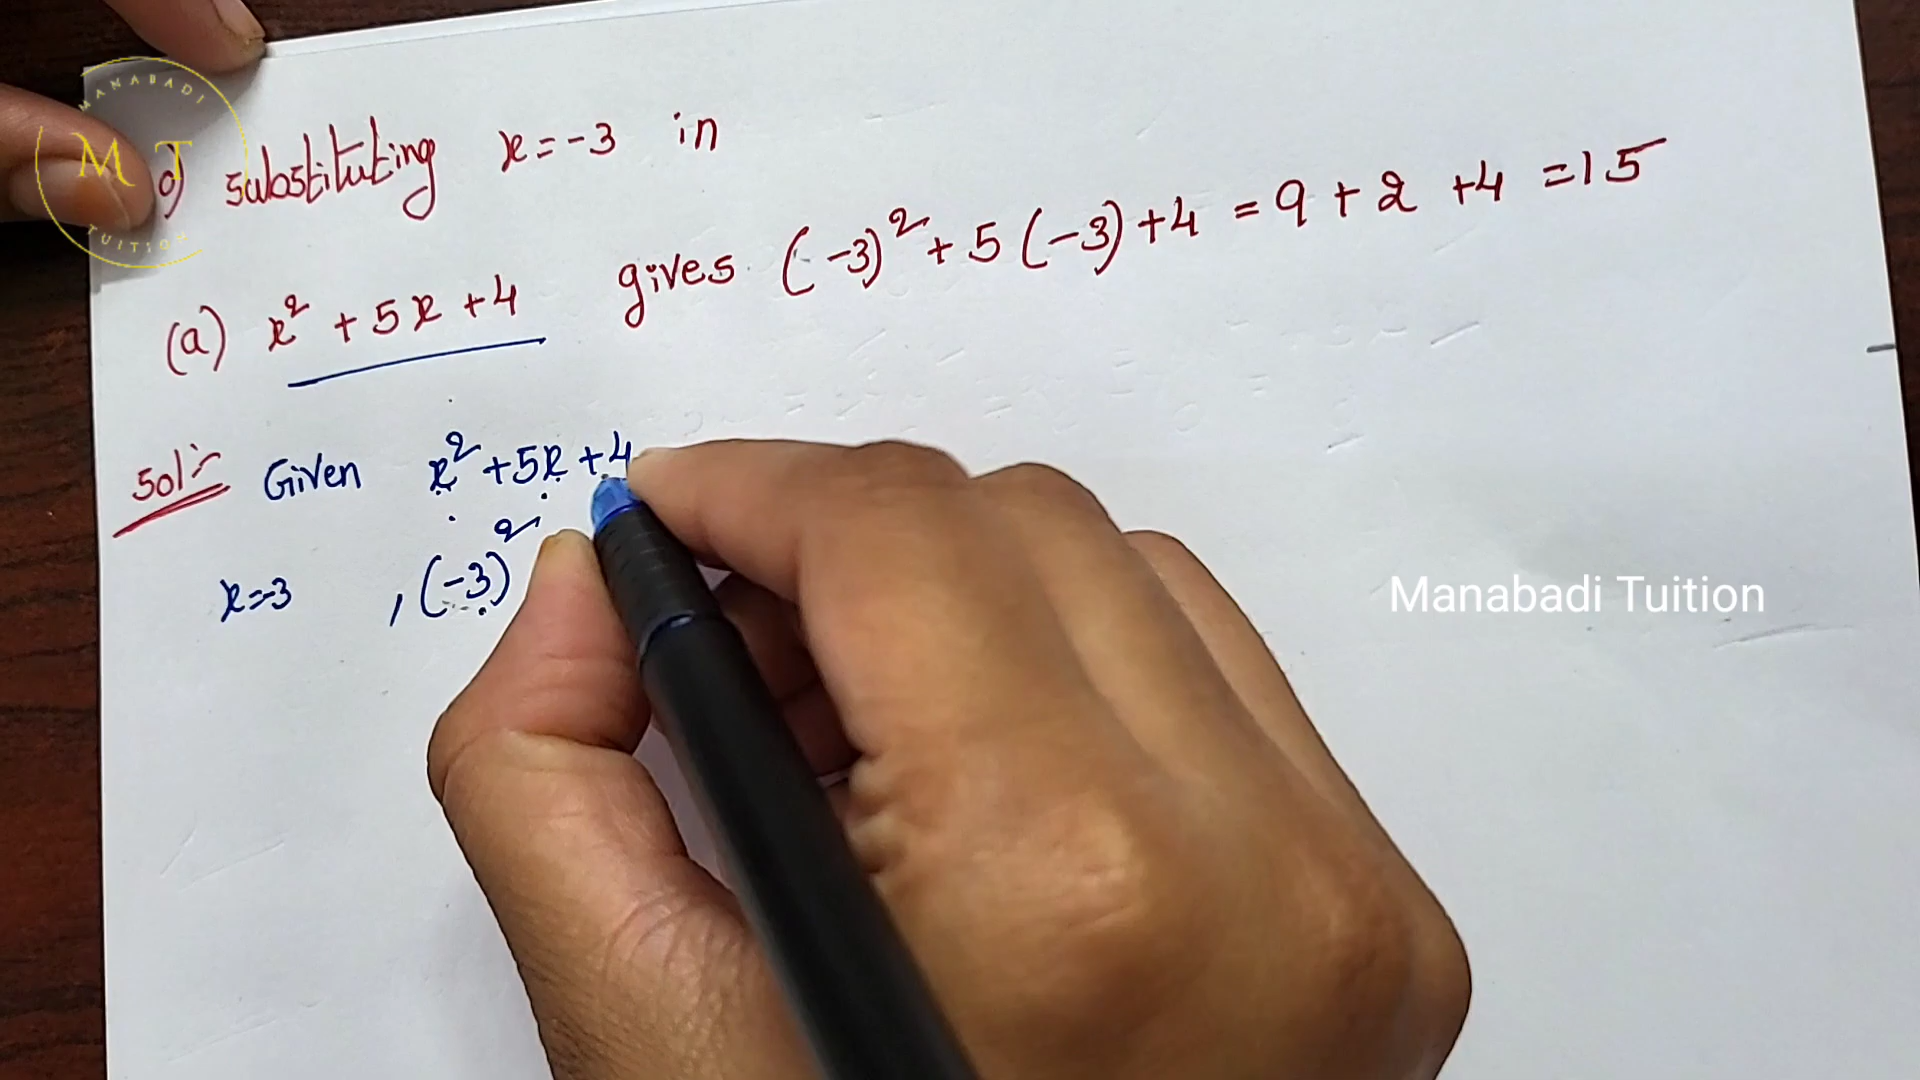 MANABADI
MT
TUITION
substituting x = -3 in
(a) x² + 5x + 4 gives (-3)² + 5(-3) + 4 = 9 + 2 + 4 = 15
Sol:- Given x² + 5x + 4
x=-3 , (-3)²
Manabadi Tuition